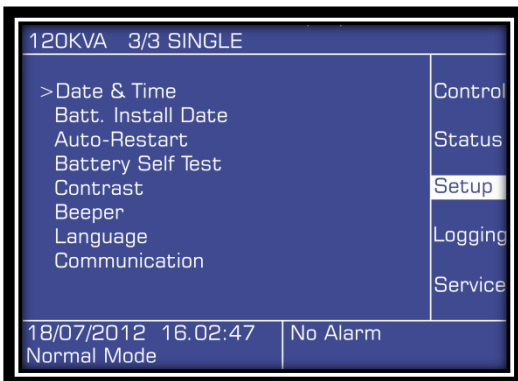 120KVA 3/3 SINGLE
>Date & Time
Batt. Install Date
Auto-Restart
Battery Self Test
Contrast
Beeper
Language
Communication
Control
Status
Setup
Logging
Service
18/07/2012 16.02:47
Normal Mode
No Alarm